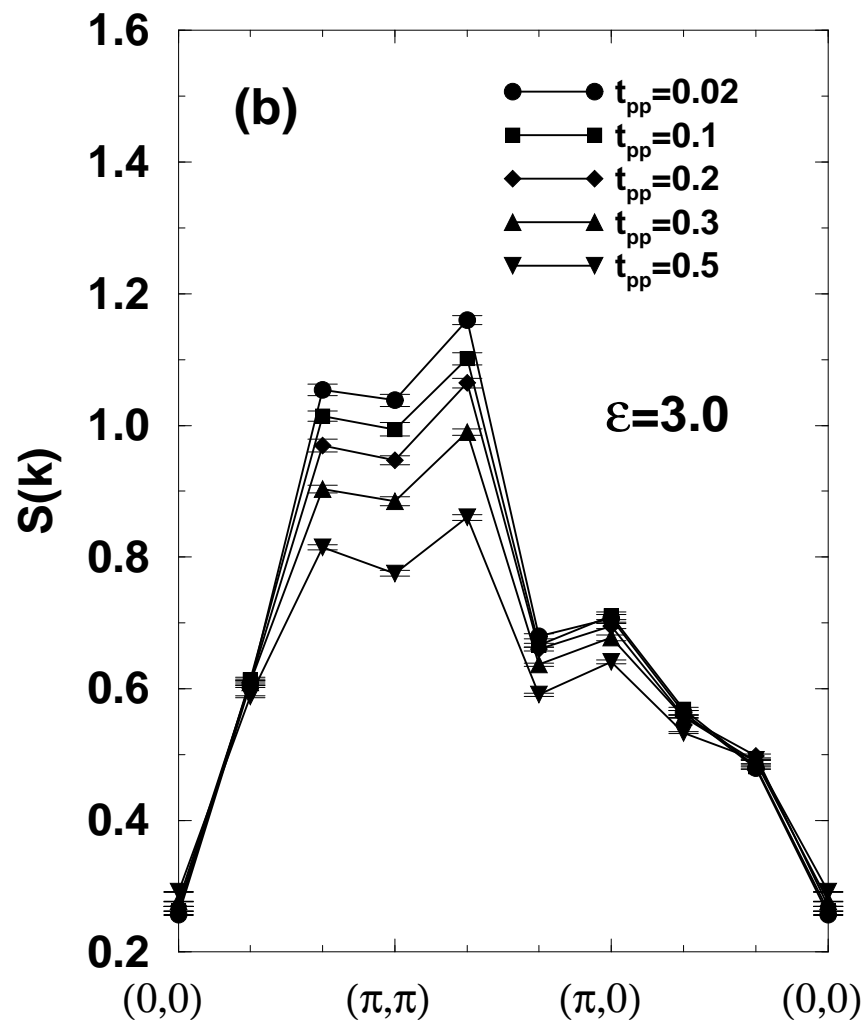 1.6
(b)
t_pp=0.02
t_pp=0.1
1.4
t_pp=0.2
t_pp=0.3
t_pp=0.5
1.2
ε=3.0
1.0
S(k)
0.8
0.6
0.4
0.2
(0,0) (π,π) (π,0) (0,0)